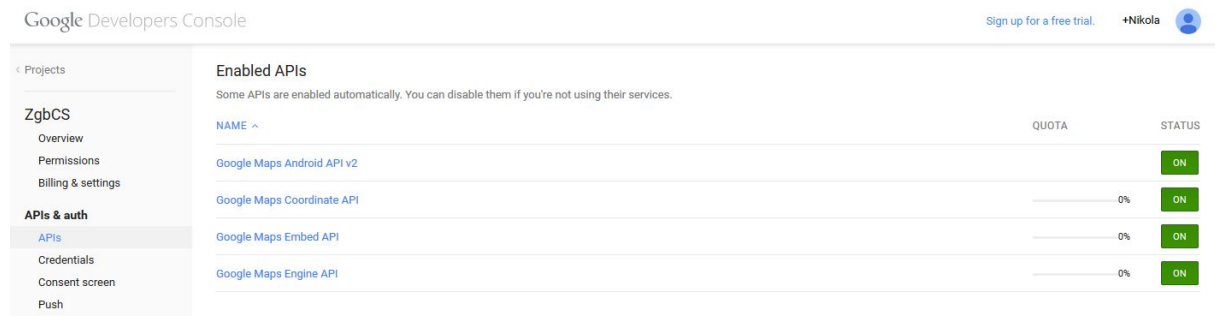 Google Developers Console
Sign up for a free trial. +Nikola
< Projects
ZgbCS
Overview
Permissions
Billing & settings
APIs & auth
APIs
Credentials
Consent screen
Push
Enabled APIs
Some APIs are enabled automatically. You can disable them if you're not using their services.
NAME QUOTA STATUS
Google Maps Android API v2 ON
Google Maps Coordinate API 0% ON
Google Maps Embed API 0% ON
Google Maps Engine API 0% ON